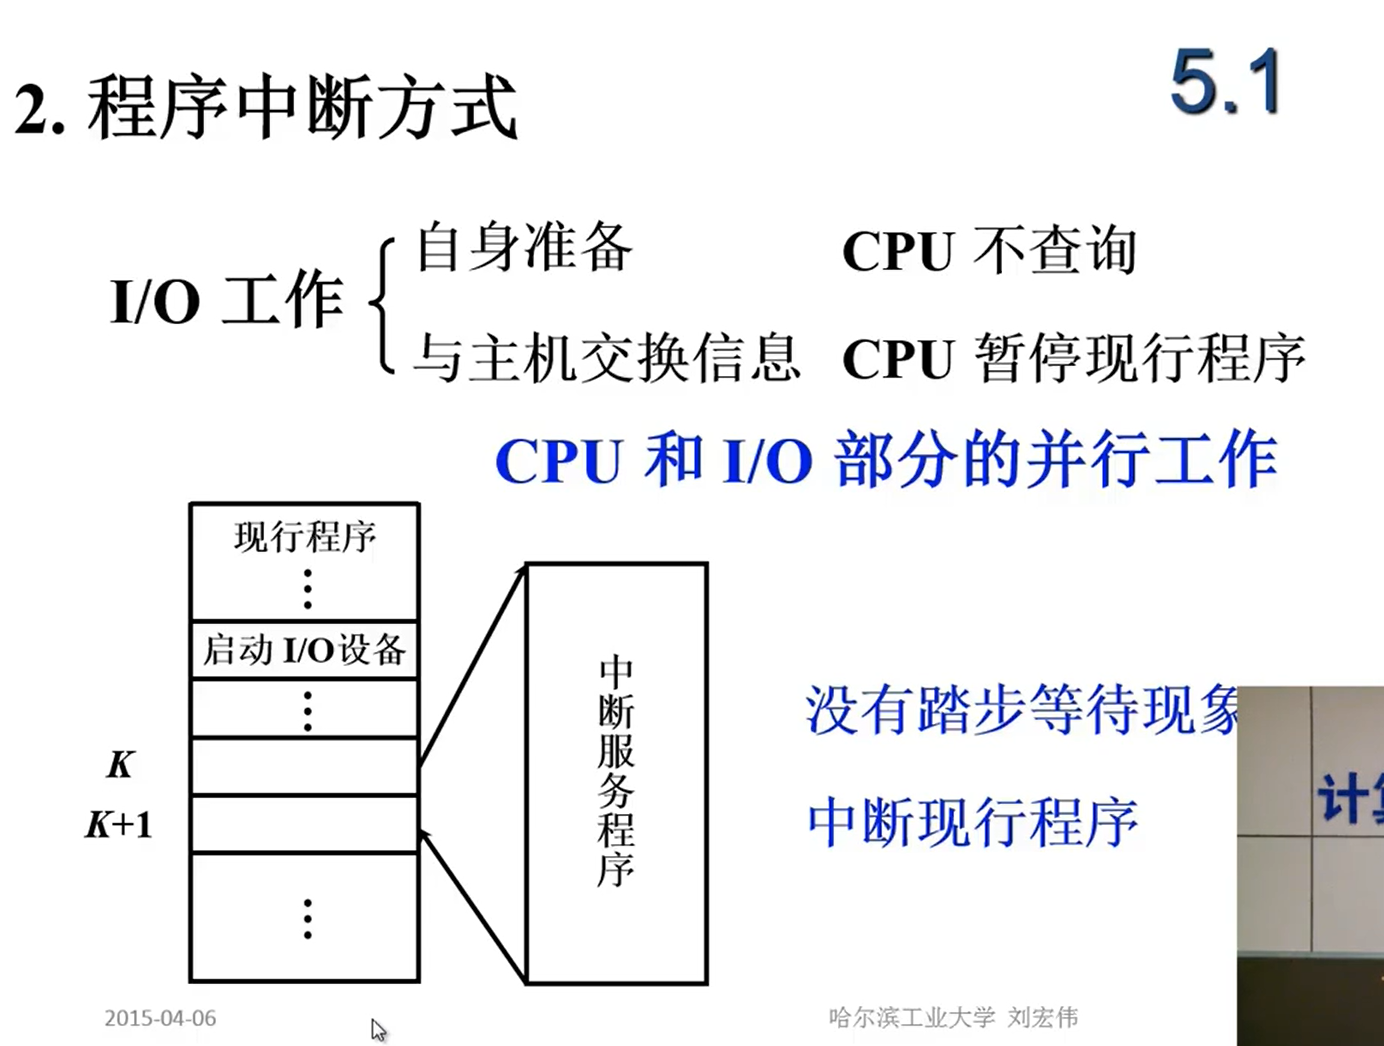 5.1
2. 程序中断方式
I/O 工作
自身准备 CPU 不查询
与主机交换信息 CPU 暂停现行程序
CPU 和 I/O 部分的并行工作
现行程序
启动 I/O设备
K
K+1
中断服务程序
没有踏步等待现象
中断现行程序
计
2015-04-06
哈尔滨工业大学 刘宏伟